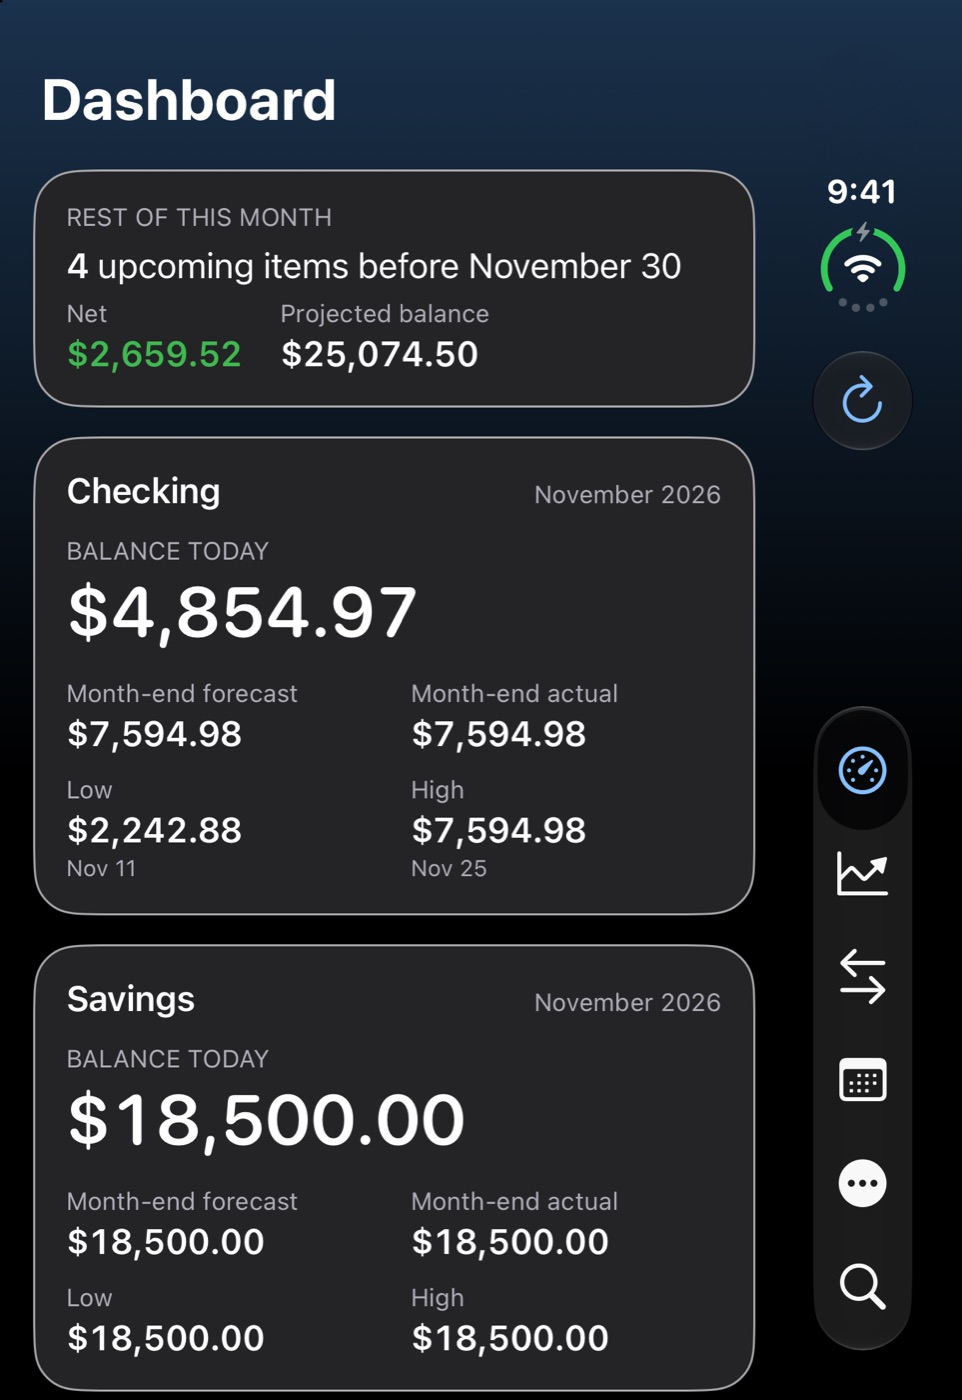 Dashboard
9:41
REST OF THIS MONTH
4 upcoming items before November 30
Net Projected balance
$2,659.52 $25,074.50
Checking November 2026
BALANCE TODAY
$4,854.97
Month-end forecast Month-end actual
$7,594.98 $7,594.98
Low High
$2,242.88 $7,594.98
Nov 11 Nov 25
Savings November 2026
BALANCE TODAY
$18,500.00
Month-end forecast Month-end actual
$18,500.00 $18,500.00
Low High
$18,500.00 $18,500.00